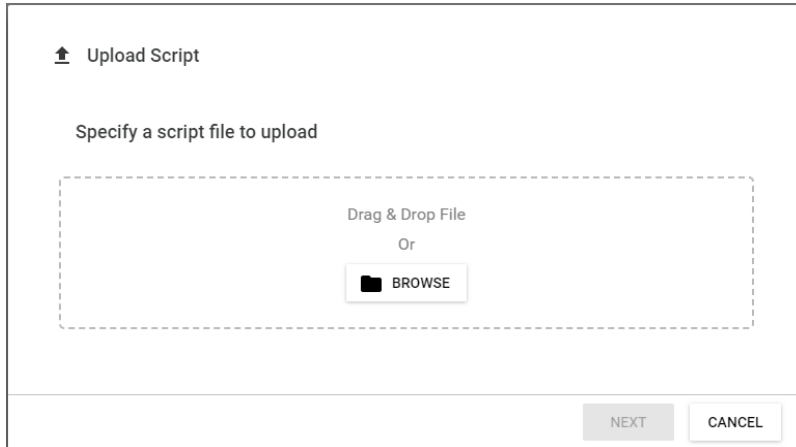 Upload Script
Specify a script file to upload
Drag & Drop File
Or
BROWSE
NEXT CANCEL